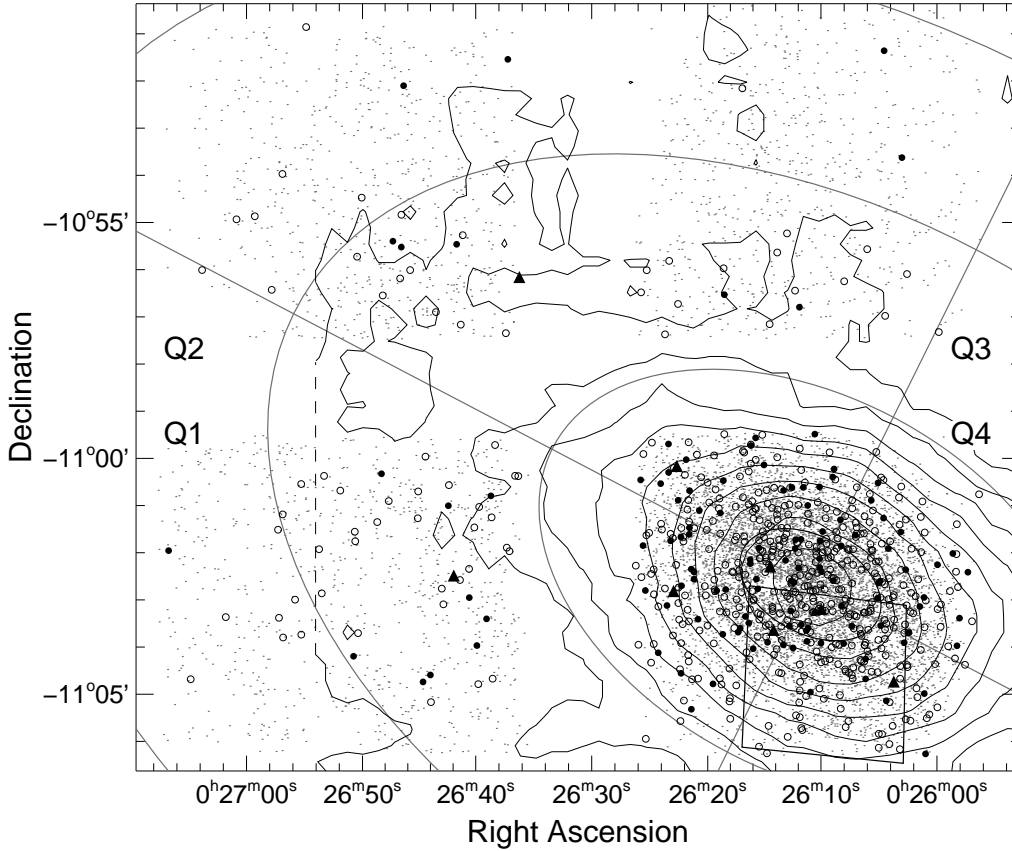 −10°55'
Q2
Q3
Q1
Q4
−11°00'
−11°05'
Declination
0ʰ27ᵐ00ˢ 26ᵐ50ˢ 26ᵐ40ˢ 26ᵐ30ˢ 26ᵐ20ˢ 26ᵐ10ˢ 0ʰ26ᵐ00ˢ
Right Ascension